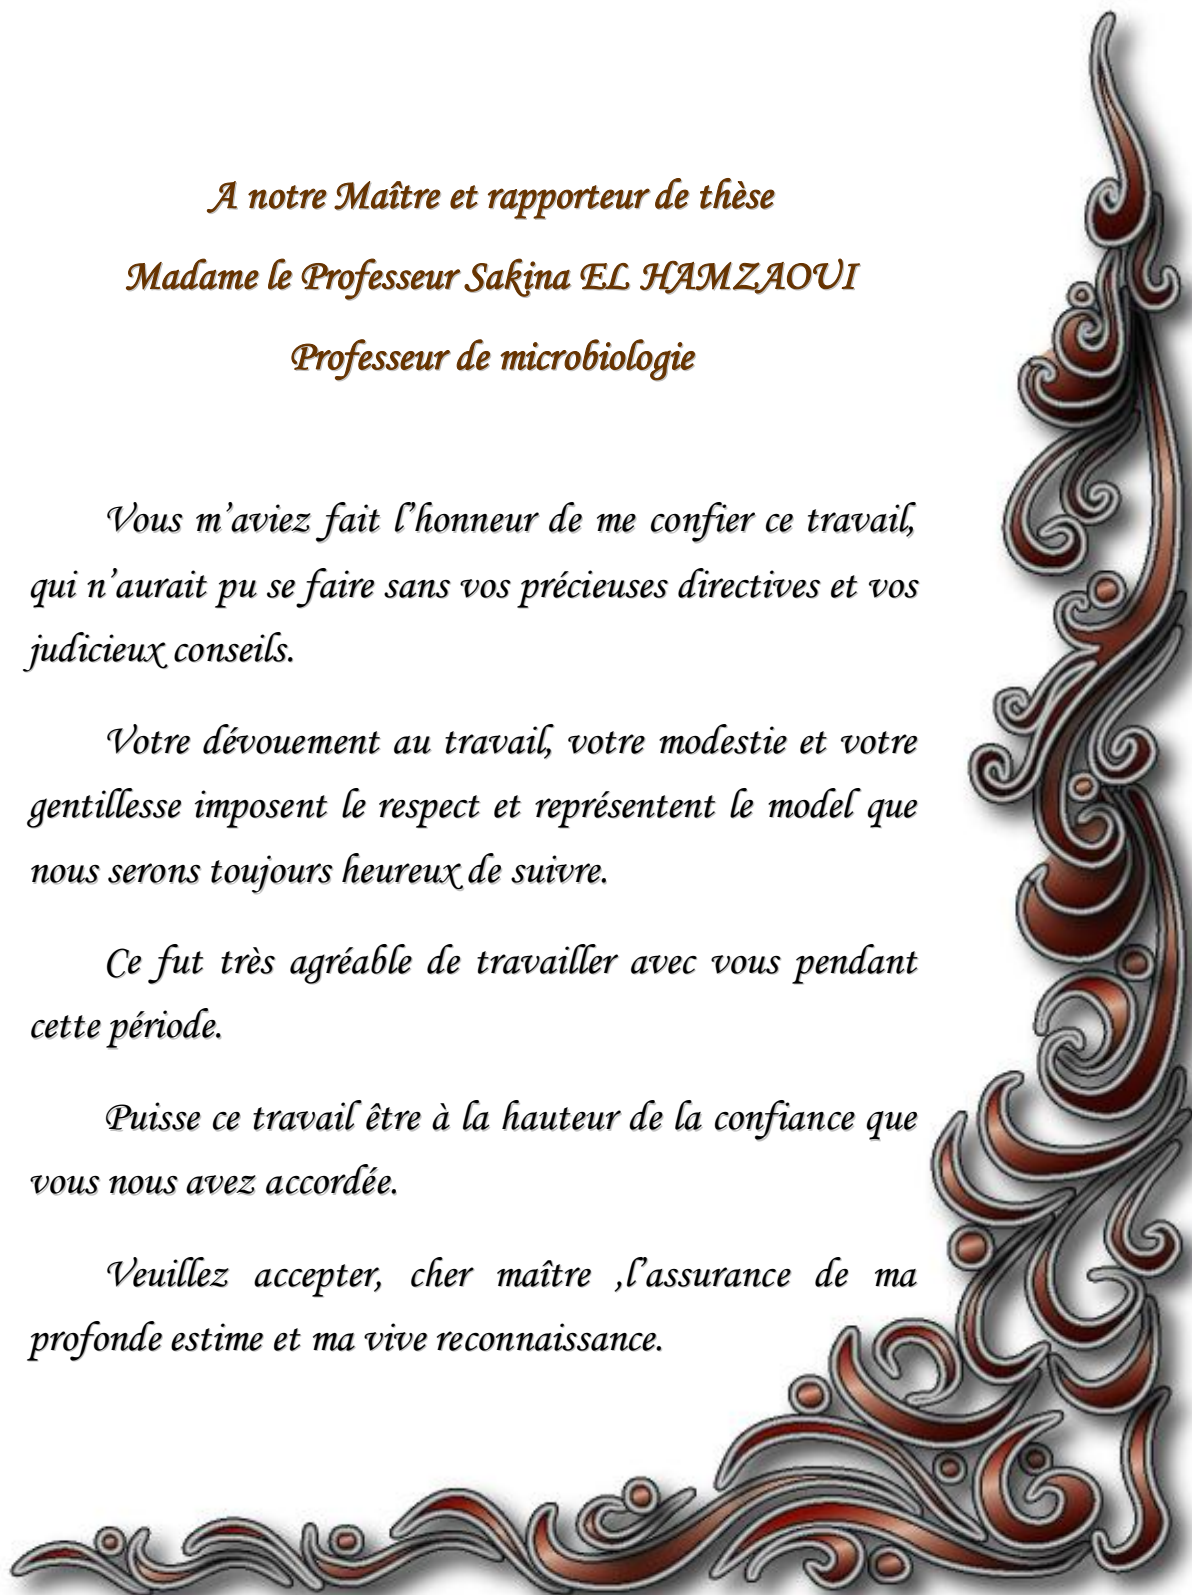 A notre Maître et rapporteur de thèse
Madame le Professeur Sakina EL HAMZAOUI
Professeur de microbiologie
Vous m’aviez fait l’honneur de me confier ce travail,
qui n’aurait pu se faire sans vos précieuses directives et vos
judicieux conseils.
Votre dévouement au travail, votre modestie et votre
gentillesse imposent le respect et représentent le model que
nous serons toujours heureux de suivre.
Ce fut très agréable de travailler avec vous pendant
cette période.
Puisse ce travail être à la hauteur de la confiance que
vous nous avez accordée.
Veuillez accepter, cher maître ,l’assurance de ma
profonde estime et ma vive reconnaissance.